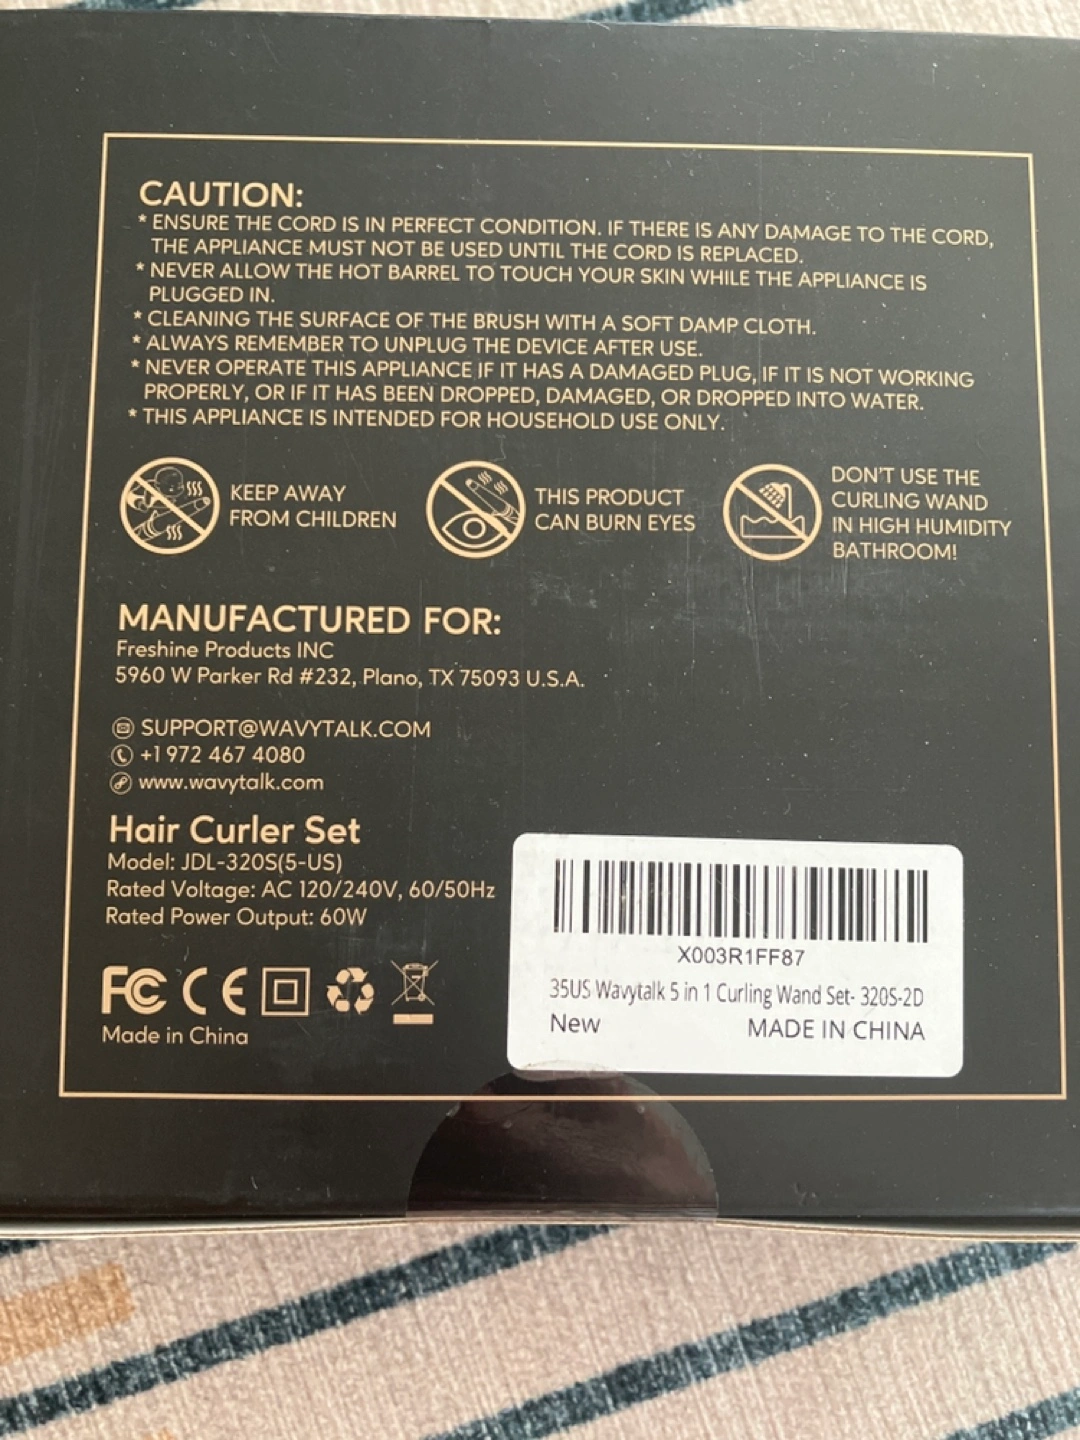 CAUTION:
* ENSURE THE CORD IS IN PERFECT CONDITION. IF THERE IS ANY DAMAGE TO THE CORD,
THE APPLIANCE MUST NOT BE USED UNTIL THE CORD IS REPLACED.
* NEVER ALLOW THE HOT BARREL TO TOUCH YOUR SKIN WHILE THE APPLIANCE IS
PLUGGED IN.
* CLEANING THE SURFACE OF THE BRUSH WITH A SOFT DAMP CLOTH.
* ALWAYS REMEMBER TO UNPLUG THE DEVICE AFTER USE.
* NEVER OPERATE THIS APPLIANCE IF IT HAS A DAMAGED PLUG, IF IT IS NOT WORKING
PROPERLY, OR IF IT HAS BEEN DROPPED, DAMAGED, OR DROPPED INTO WATER.
* THIS APPLIANCE IS INTENDED FOR HOUSEHOLD USE ONLY.
KEEP AWAY
FROM CHILDREN
THIS PRODUCT
CAN BURN EYES
DON'T USE THE
CURLING WAND
IN HIGH HUMIDITY
BATHROOM!
MANUFACTURED FOR:
Freshine Products INC
5960 W Parker Rd #232, Plano, TX 75093 U.S.A.
SUPPORT@WAVYTALK.COM
+1 972 467 4080
www.wavytalk.com
Hair Curler Set
Model: JDL-320S(5-US)
Rated Voltage: AC 120/240V, 60/50Hz
Rated Power Output: 60W
FC CE
Made in China
X003R1FF87
35US Wavytalk 5 in 1 Curling Wand Set- 320S-2D
New MADE IN CHINA